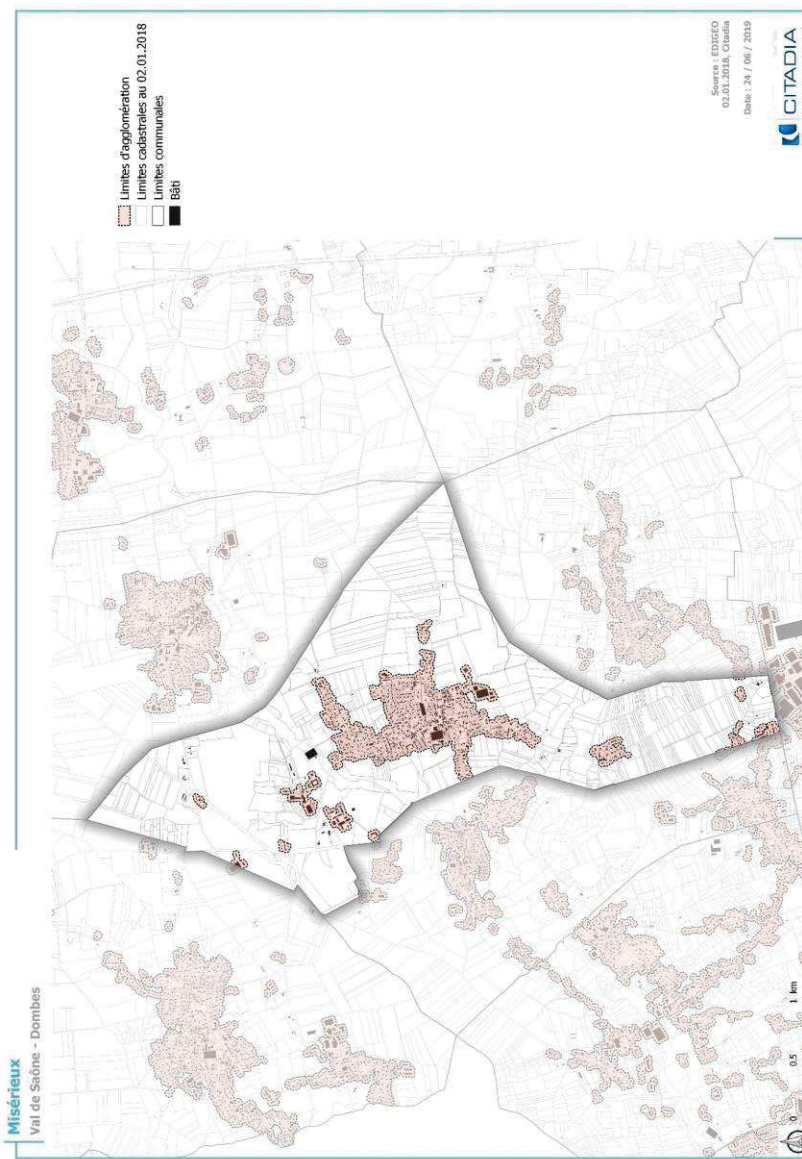 Misérieux
Val de Saône - Dombes
Limites d'agglomération
Limites cadastrales au 02.01.2018
Limites communales
Bâti
0 0.5 1 km
Source : EDIGEO
02.01.2018, Citadia
Date : 24 / 06 / 2019
CITADIA